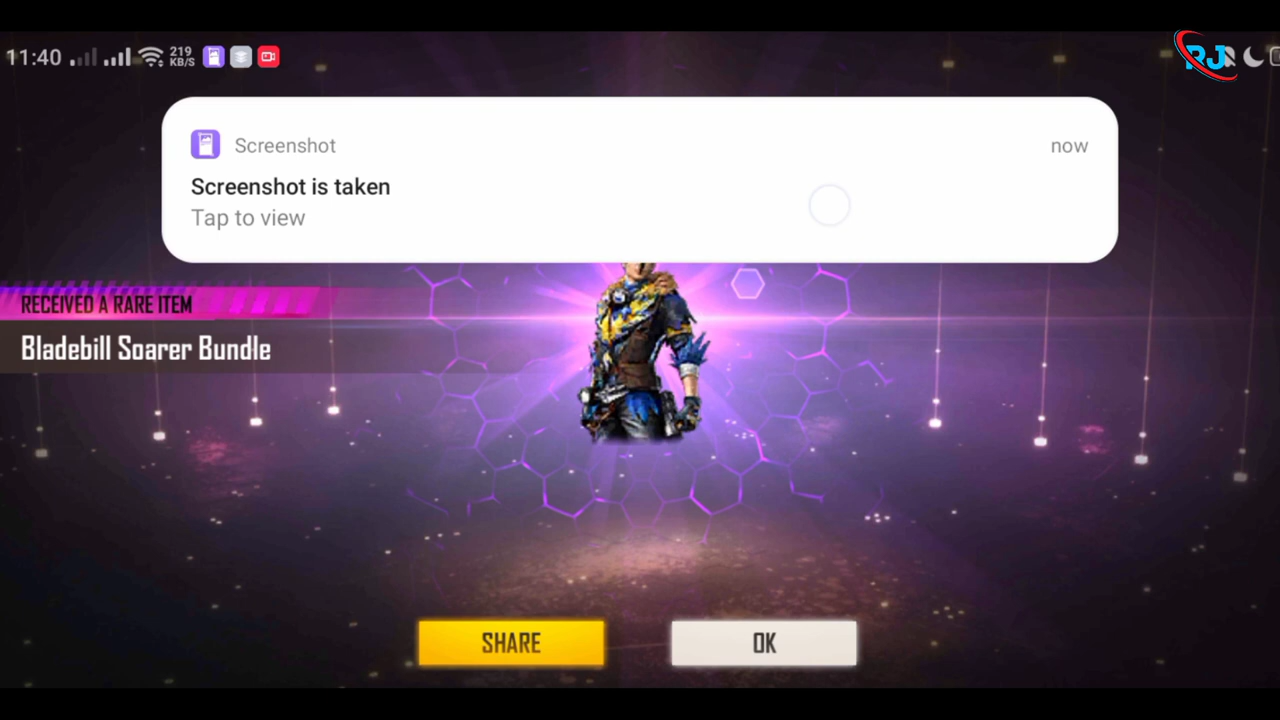 11:40
219
KB/S
RJ
Screenshot
now
Screenshot is taken
Tap to view
RECEIVED A RARE ITEM
Bladebill Soarer Bundle
SHARE
OK